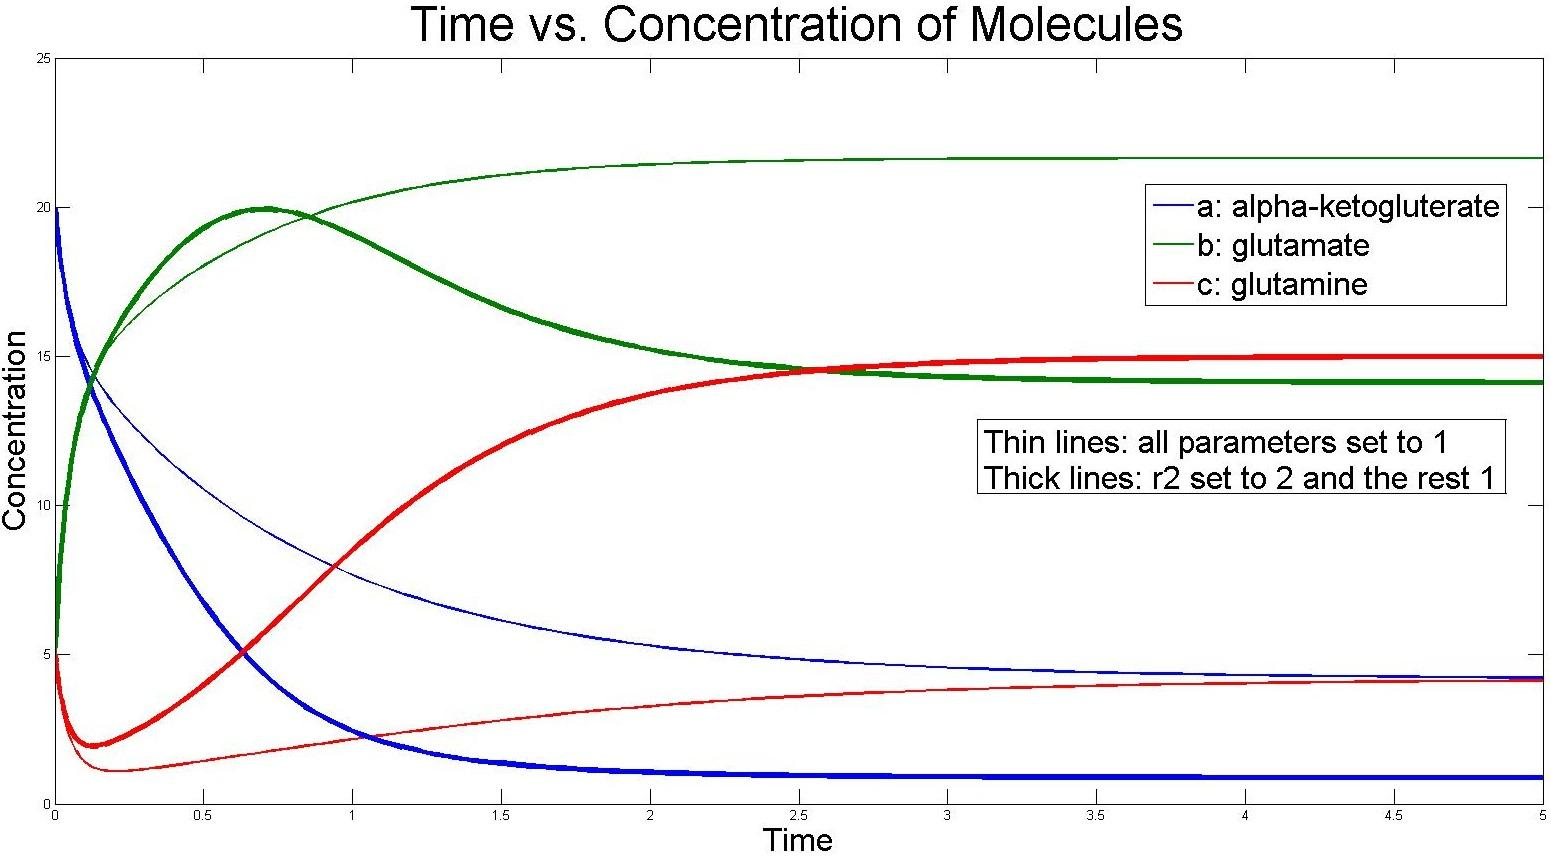 Time vs. Concentration of Molecules
25
20
15
10
5
0
Concentration
a: alpha-ketogluterate
b: glutamate
c: glutamine
Thin lines: all parameters set to 1
Thick lines: r2 set to 2 and the rest 1
0 0.5 1 1.5 2 2.5 3 3.5 4 4.5 5
Time